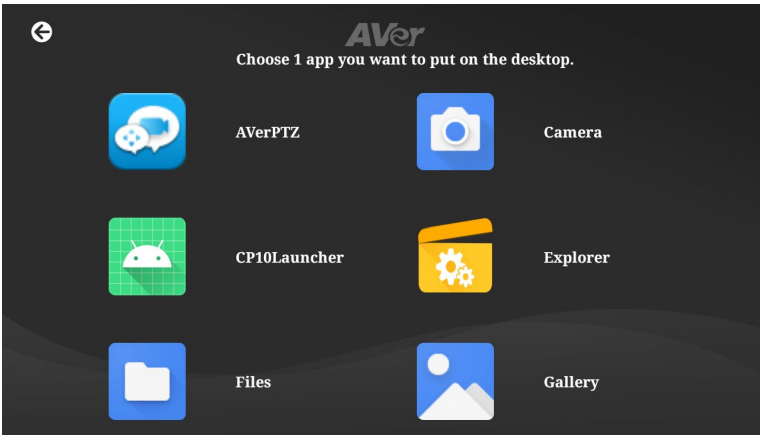 AVer
Choose 1 app you want to put on the desktop.
AVerPTZ
Camera
CP10Launcher
Explorer
Files
Gallery